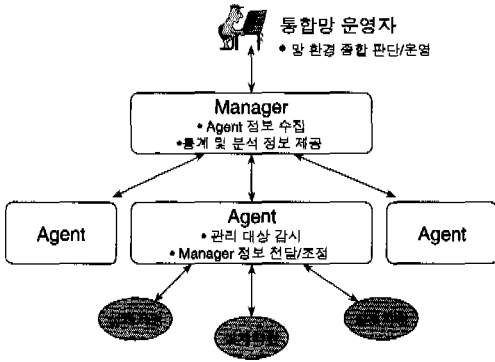 통합망 운영자
• 망 환경 종합 판단/운영
Manager
• Agent 정보 수집
•통계 및 분석 정보 제공
Agent
Agent
• 관리 대상 감시
• Manager 정보 전달/조정
Agent